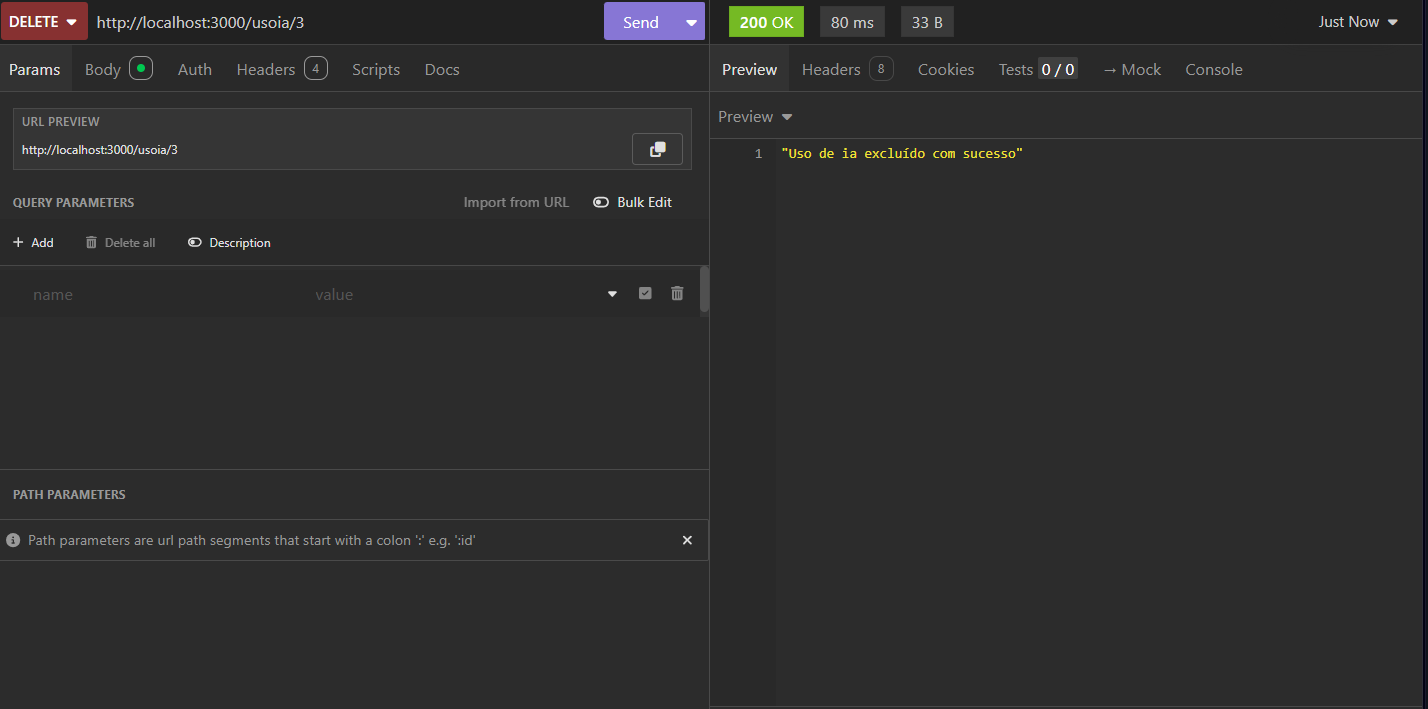 DELETE http://localhost:3000/usoia/3 Send
200 OK 80 ms 33 B Just Now
Params Body Auth Headers 4 Scripts Docs
Preview Headers 8 Cookies Tests 0 / 0 → Mock Console
URL PREVIEW
http://localhost:3000/usoia/3
QUERY PARAMETERS Import from URL Bulk Edit
+ Add Delete all Description
name value
PATH PARAMETERS
Path parameters are url path segments that start with a colon ':' e.g. ':id'
Preview
1 "Uso de ia excluído com sucesso"